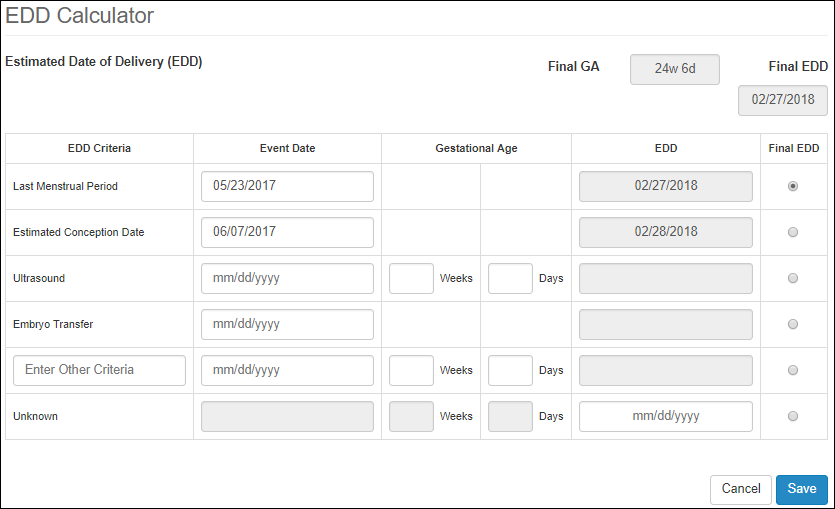 EDD Calculator
Estimated Date of Delivery (EDD)
Final GA
24w 6d
Final EDD
02/27/2018
EDD Criteria Event Date Gestational Age EDD Final EDD
Last Menstrual Period 05/23/2017 02/27/2018
Estimated Conception Date 06/07/2017 02/28/2018
Ultrasound mm/dd/yyyy Weeks Days
Embryo Transfer mm/dd/yyyy
Enter Other Criteria mm/dd/yyyy Weeks Days
Unknown Weeks Days mm/dd/yyyy
Cancel Save